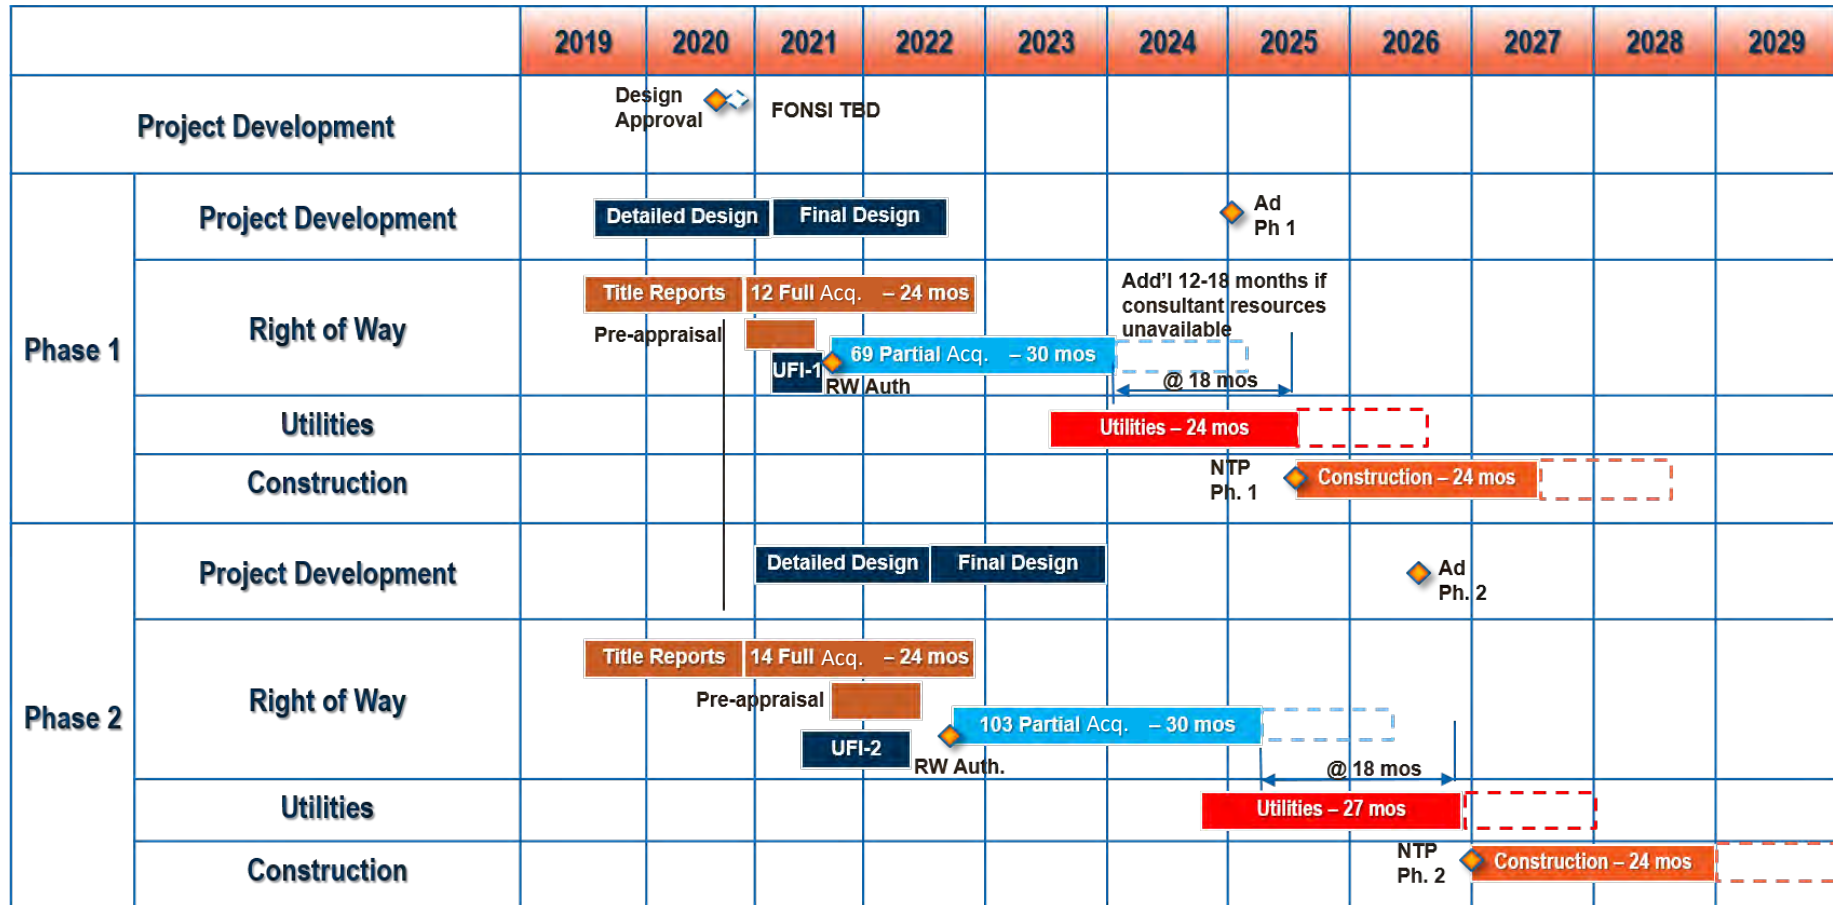 2019 2020 2021 2022 2023 2024 2025 2026 2027 2028 2029
Project Development
Design
Approval
FONSI TBD
Phase 1
Project Development
Detailed Design
Final Design
Ad
Ph 1
Right of Way
Title Reports
12 Full Acq. – 24 mos
Pre-appraisal
UFI-1
RW Auth
69 Partial Acq. – 30 mos
Add'l 12-18 months if
consultant resources
unavailable
@ 18 mos
Utilities
Utilities – 24 mos
Construction
NTP
Ph. 1
Construction – 24 mos
Phase 2
Project Development
Detailed Design
Final Design
Ad
Ph. 2
Right of Way
Title Reports
14 Full Acq. – 24 mos
Pre-appraisal
UFI-2
RW Auth.
103 Partial Acq. – 30 mos
@ 18 mos
Utilities
Utilities – 27 mos
Construction
NTP
Ph. 2
Construction – 24 mos